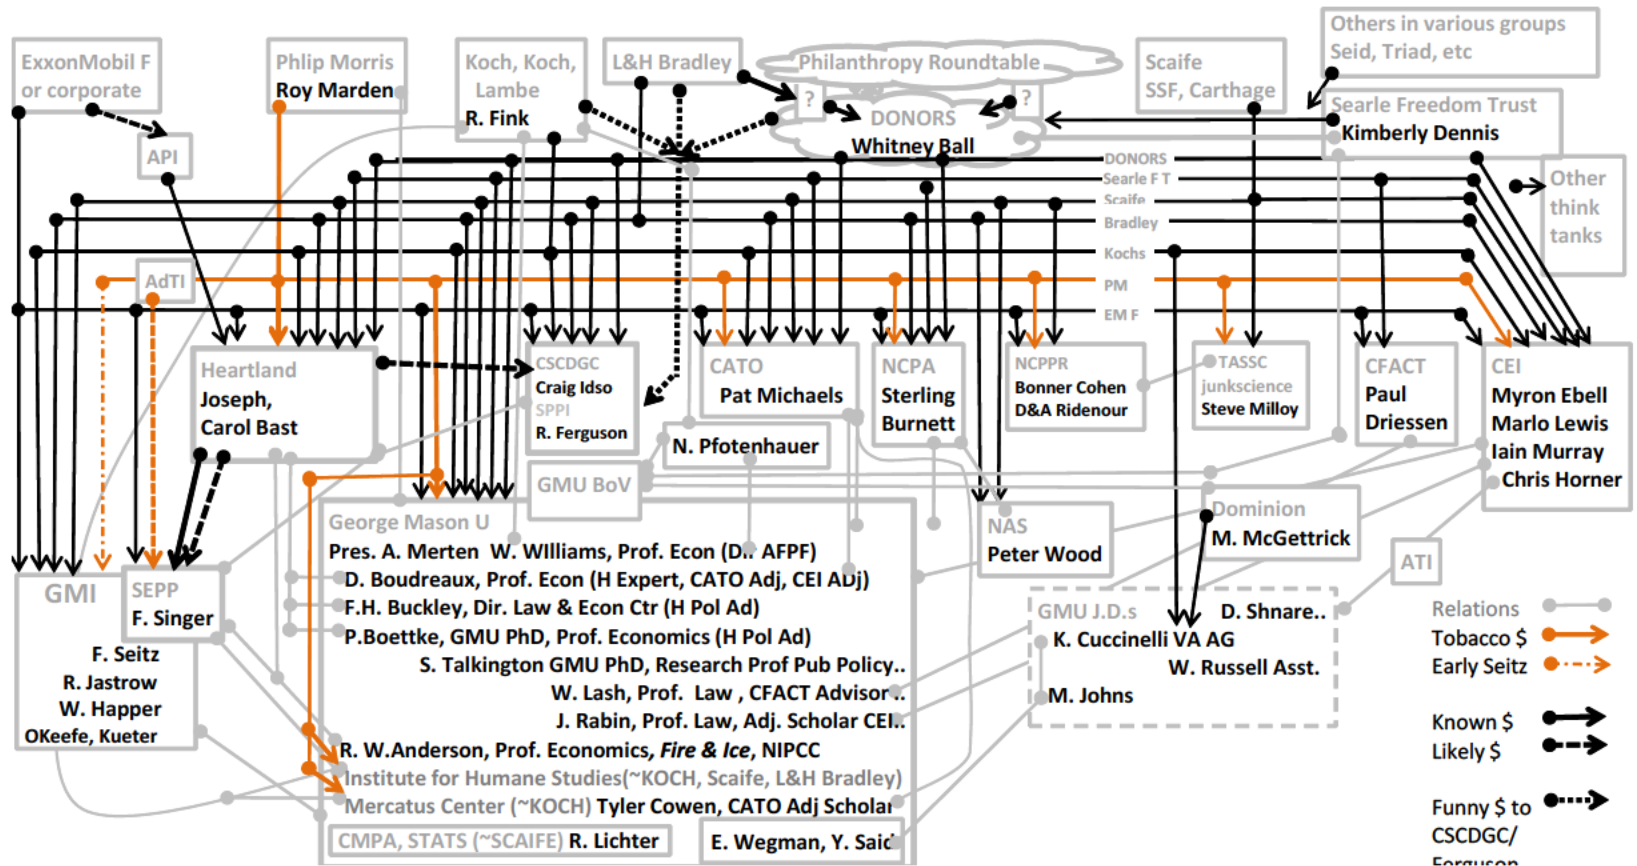 ExxonMobil F
or corporate
Phlip Morris
Roy Marden
Koch, Koch,
Lambe
R. Fink
L&H Bradley
Philanthropy Roundtable
?
?
DONORS
Whitney Ball
Scaife
SSF, Carthage
Others in various groups
Seid, Triad, etc
Searle Freedom Trust
Kimberly Dennis
API
Other
think
tanks
DONORS
Searle F T
Scaife
Bradley
Kochs
PM
EM F
AdTI
Heartland
Joseph,
Carol Bast
CSCDGC
Craig Idso
SPPI
R. Ferguson
CATO
Pat Michaels
NCPA
Sterling
Burnett
NCPPR
Bonner Cohen
D&A Ridenour
TASSC
junkscience
Steve Milloy
CFACT
Paul
Driessen
CEI
Myron Ebell
Marlo Lewis
Iain Murray
Chris Horner
N. Pfotenhauer
GMU BoV
George Mason U
Pres. A. Merten W. WIlliams, Prof. Econ (DIr AFPF)
D. Boudreaux, Prof. Econ (H Expert, CATO Adj, CEI ADj)
F.H. Buckley, Dir. Law & Econ Ctr (H Pol Ad)
P.Boettke, GMU PhD, Prof. Economics (H Pol Ad)
S. Talkington GMU PhD, Research Prof Pub Policy..
W. Lash, Prof. Law , CFACT Advisor..
J. Rabin, Prof. Law, Adj. Scholar CEI..
R. W.Anderson, Prof. Economics, Fire & Ice, NIPCC
Institute for Humane Studies(~KOCH, Scaife, L&H Bradley)
Mercatus Center (~KOCH) Tyler Cowen, CATO Adj Scholar
CMPA, STATS (~SCAIFE) R. Lichter
E. Wegman, Y. Said
NAS
Peter Wood
Dominion
M. McGettrick
ATI
GMU J.D.s
D. Shnare..
K. Cuccinelli VA AG
W. Russell Asst.
M. Johns
GMI
SEPP
F. Singer
F. Seitz
R. Jastrow
W. Happer
OKeefe, Kueter
Relations
Tobacco $
Early Seitz
Known $
Likely $
Funny $ to
CSCDGC/
Ferguson